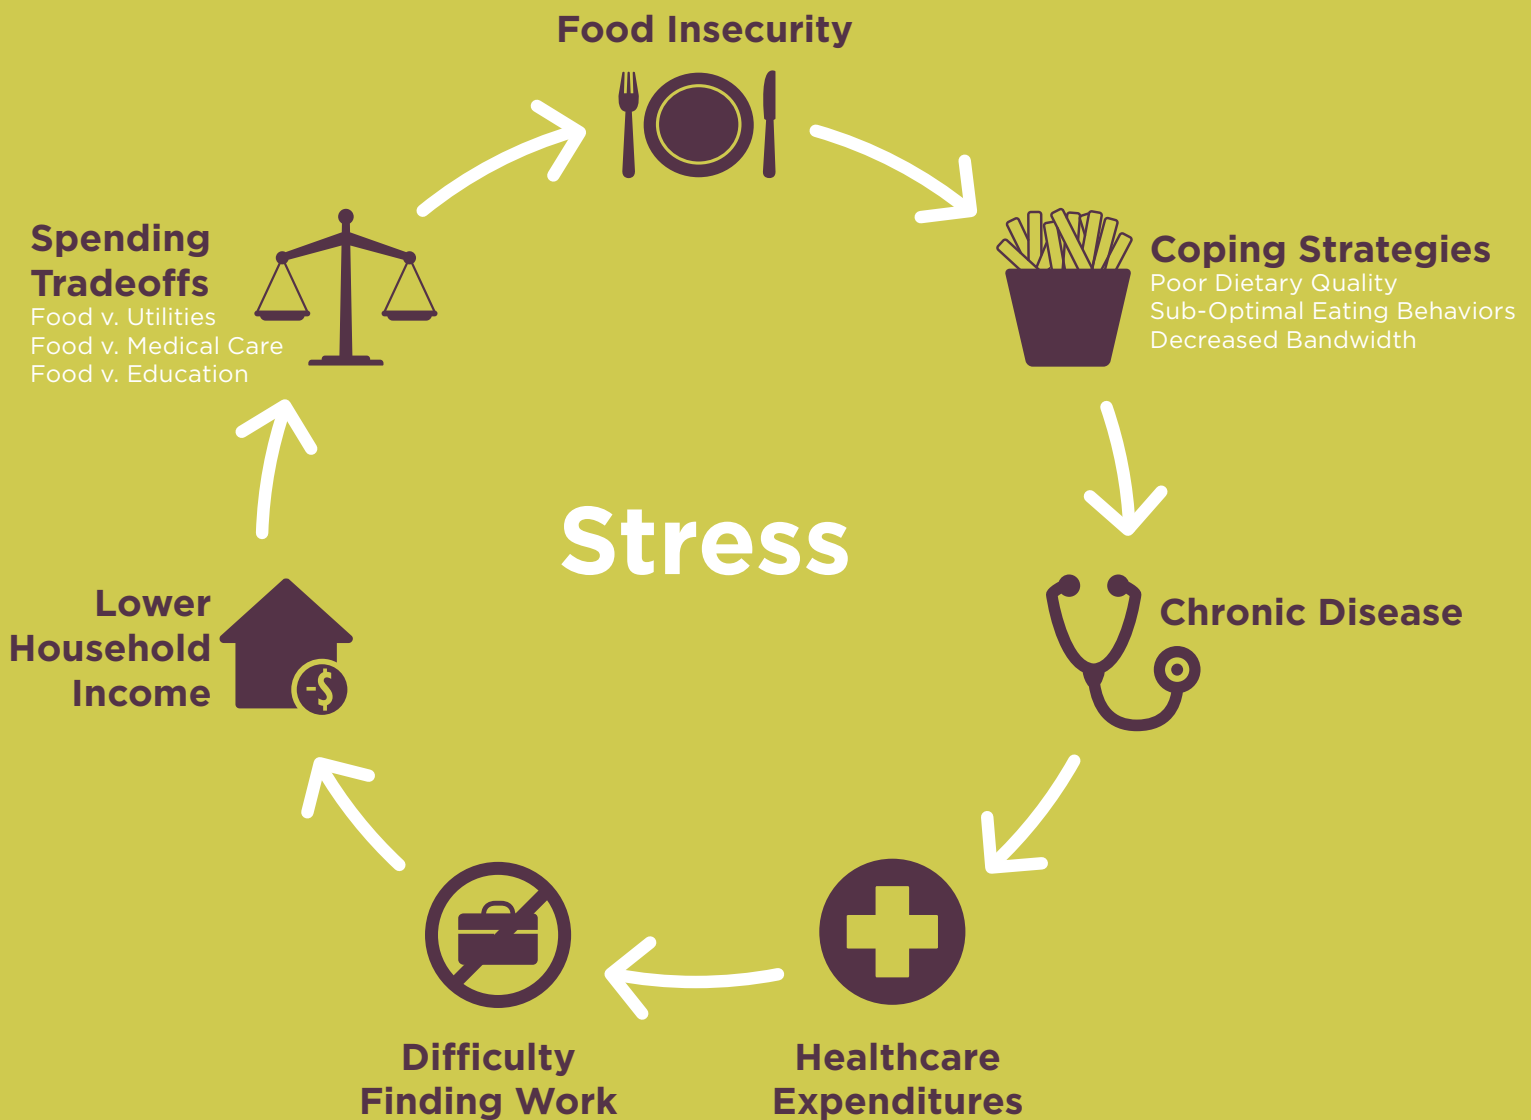 Food Insecurity
Coping Strategies
Poor Dietary Quality
Sub-Optimal Eating Behaviors
Decreased Bandwidth
Chronic Disease
Healthcare
Expenditures
Difficulty
Finding Work
Lower
Household
Income
-$
Spending
Tradeoffs
Food v. Utilities
Food v. Medical Care
Food v. Education
Stress